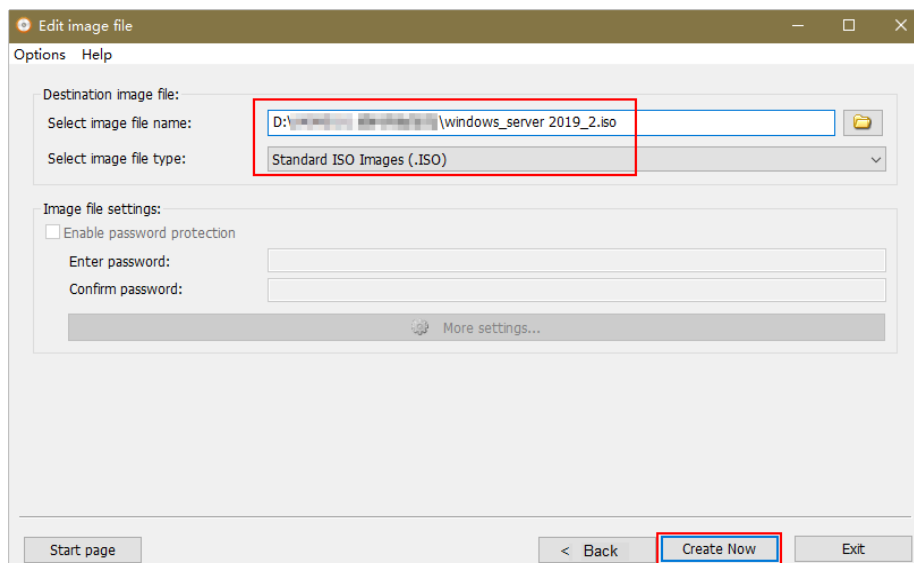 Edit image file
Options Help
Destination image file:
Select image file name: D:\ \windows_server 2019_2.iso
Select image file type: Standard ISO Images (.ISO)
Image file settings:
Enable password protection
Enter password:
Confirm password:
More settings...
Start page < Back Create Now Exit